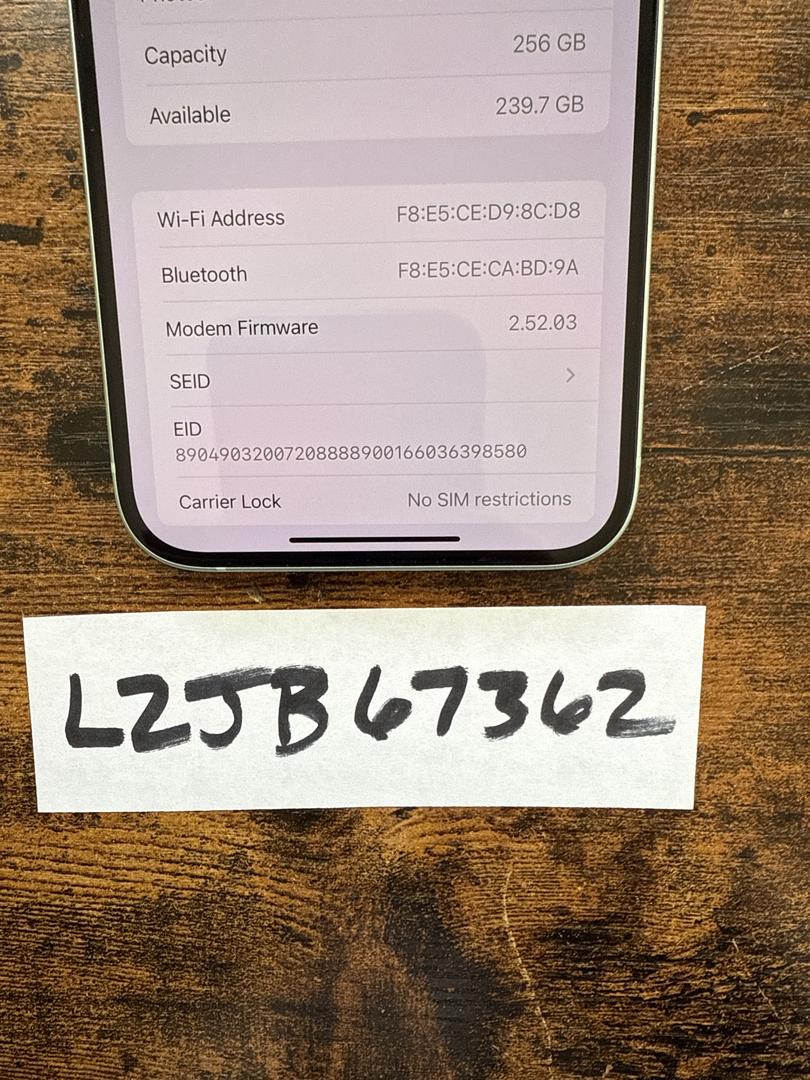 Capacity 256 GB
Available 239.7 GB
Wi-Fi Address F8:E5:CE:D9:8C:D8
Bluetooth F8:E5:CE:CA:BD:9A
Modem Firmware 2.52.03
SEID
EID
89049032007208888900166036398580
Carrier Lock No SIM restrictions
L2JB67362